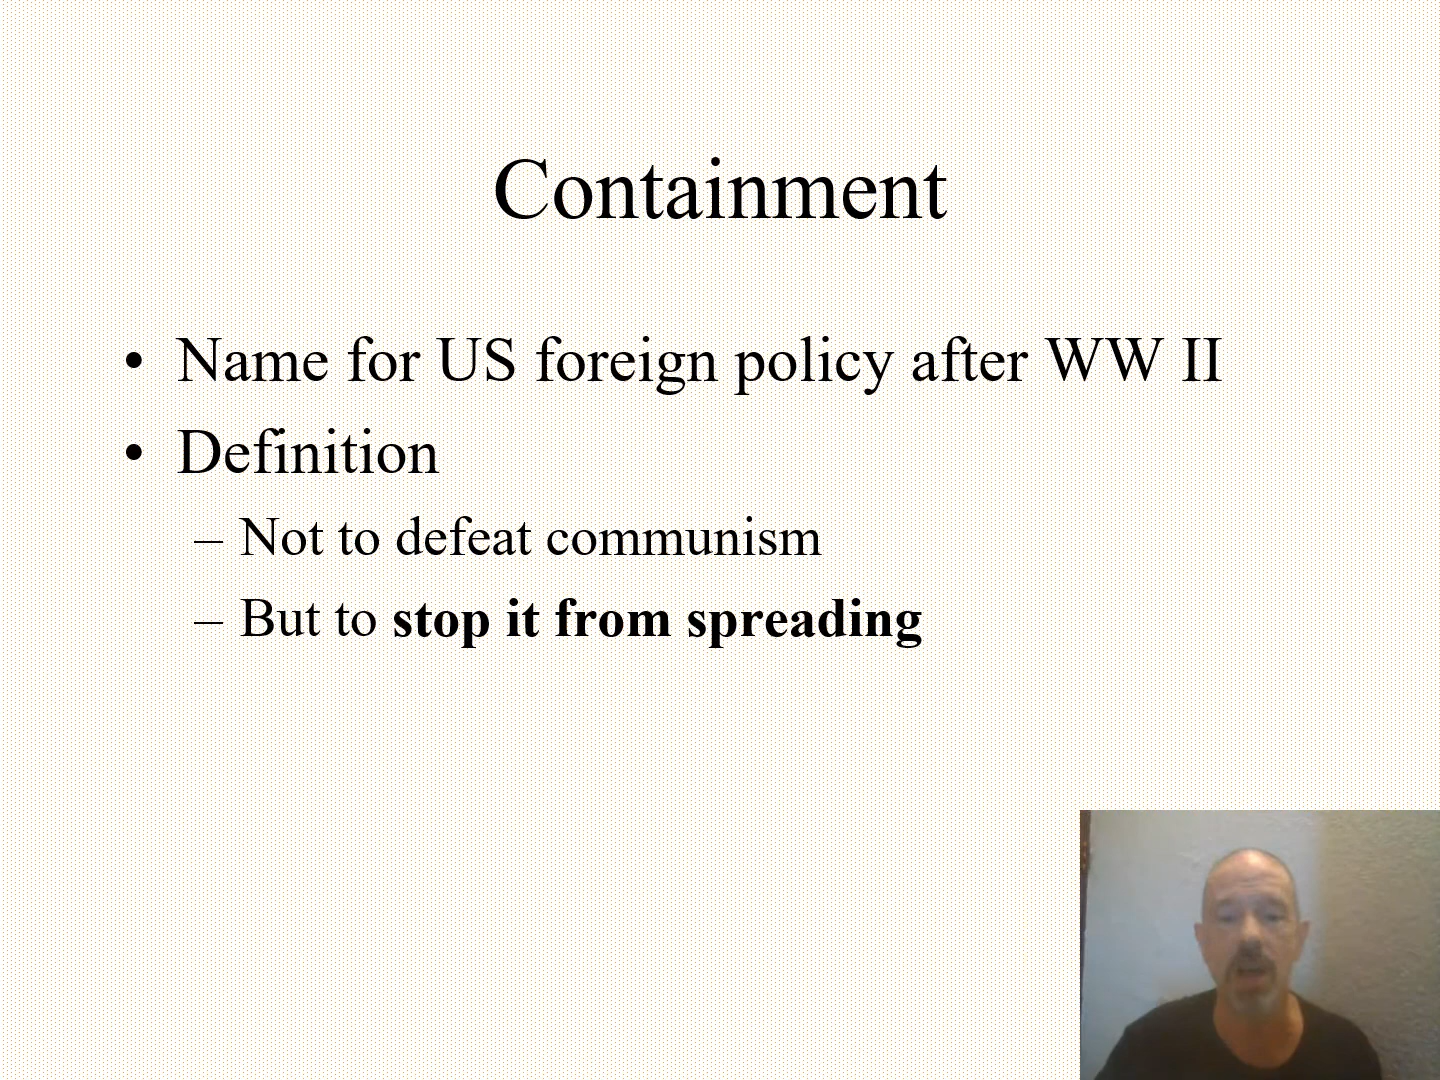 Containment
• Name for US foreign policy after WW II
• Definition
– Not to defeat communism
– But to stop it from spreading